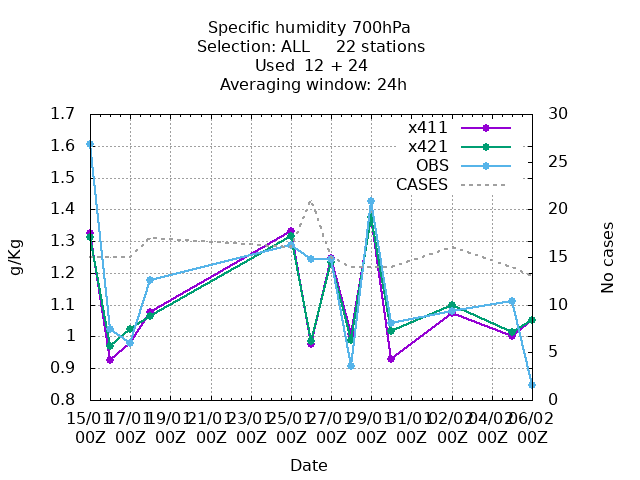 Specific humidity 700hPa
Selection: ALL 22 stations
Used 12 + 24
Averaging window: 24h
1.7
1.6
1.5
1.4
1.3
1.2
1.1
1
0.9
0.8
g/Kg
30
25
20
15
10
5
0
No cases
x411
x421
OBS
CASES
15/01 17/01 19/01 21/01 23/01 25/01 27/01 29/01 31/01 02/02 04/02 06/02
00Z 00Z 00Z 00Z 00Z 00Z 00Z 00Z 00Z 00Z 00Z 00Z
Date